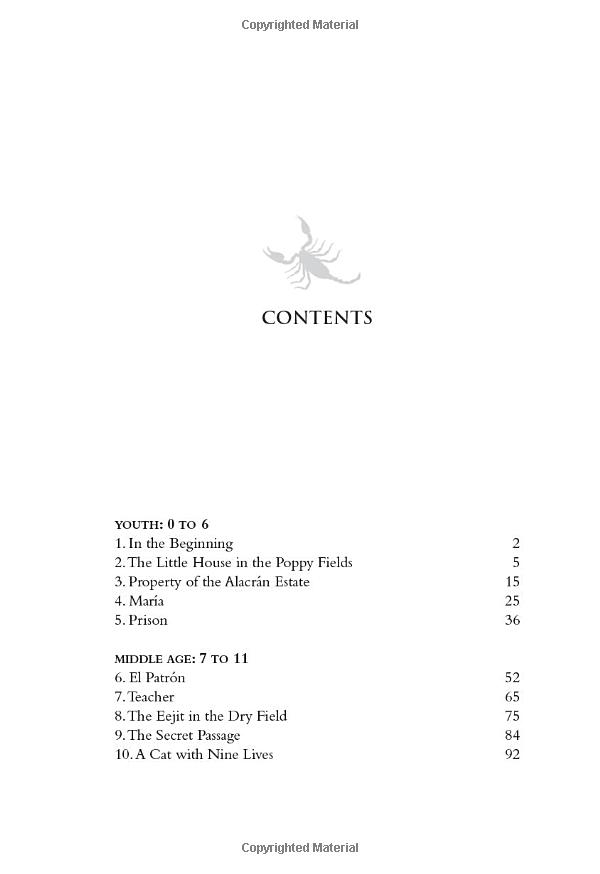 Copyrighted Material
CONTENTS
YOUTH: 0 TO 6
1. In the Beginning 2
2. The Little House in the Poppy Fields 5
3. Property of the Alacrán Estate 15
4. María 25
5. Prison 36
MIDDLE AGE: 7 TO 11
6. El Patrón 52
7. Teacher 65
8. The Eejit in the Dry Field 75
9. The Secret Passage 84
10. A Cat with Nine Lives 92
Copyrighted Material